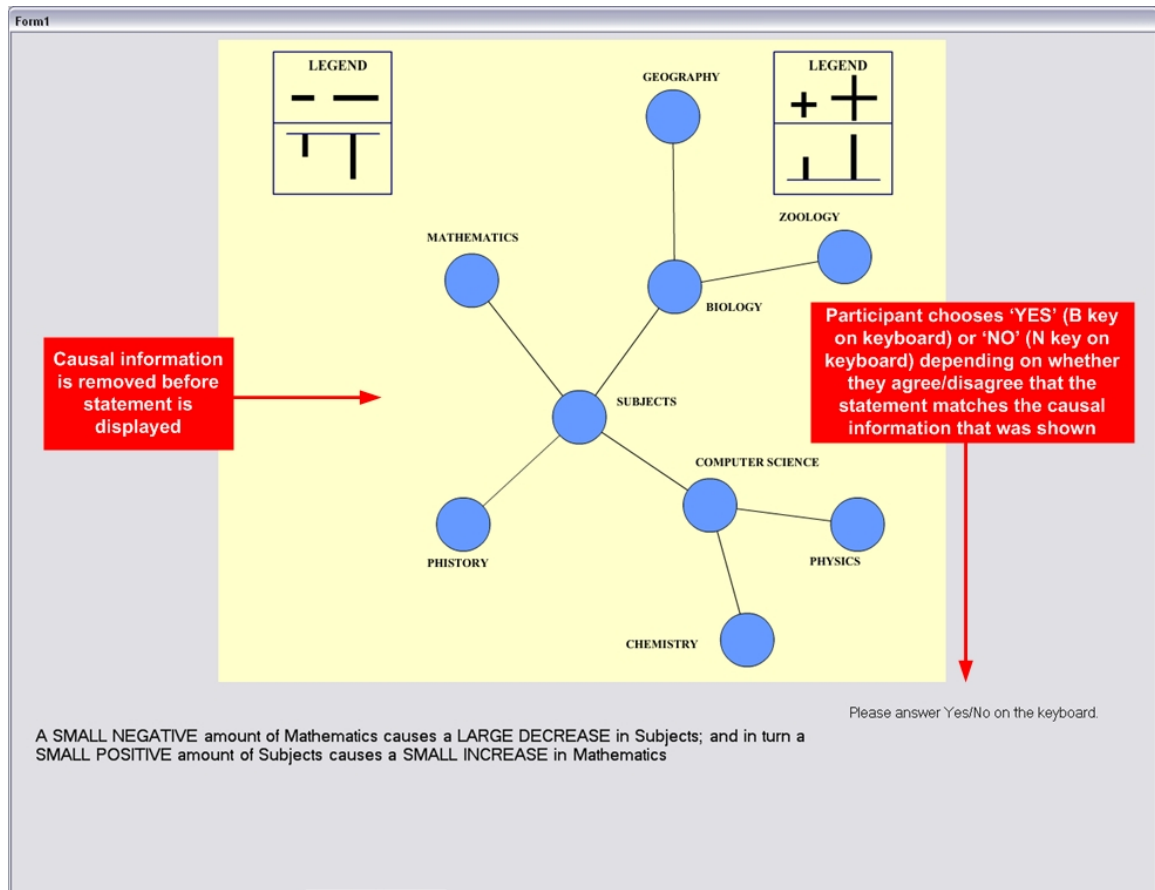 Form1
LEGEND
GEOGRAPHY
LEGEND
ZOOLOGY
MATHEMATICS
BIOLOGY
Participant chooses ‘YES’ (B key
on keyboard) or ‘NO’ (N key on
keyboard) depending on whether
they agree/disagree that the
statement matches the causal
information that was shown
Causal information
is removed before
statement is
displayed
SUBJECTS
COMPUTER SCIENCE
PHISTORY
PHYSICS
CHEMISTRY
Please answer Yes/No on the keyboard.
A SMALL NEGATIVE amount of Mathematics causes a LARGE DECREASE in Subjects; and in turn a
SMALL POSITIVE amount of Subjects causes a SMALL INCREASE in Mathematics